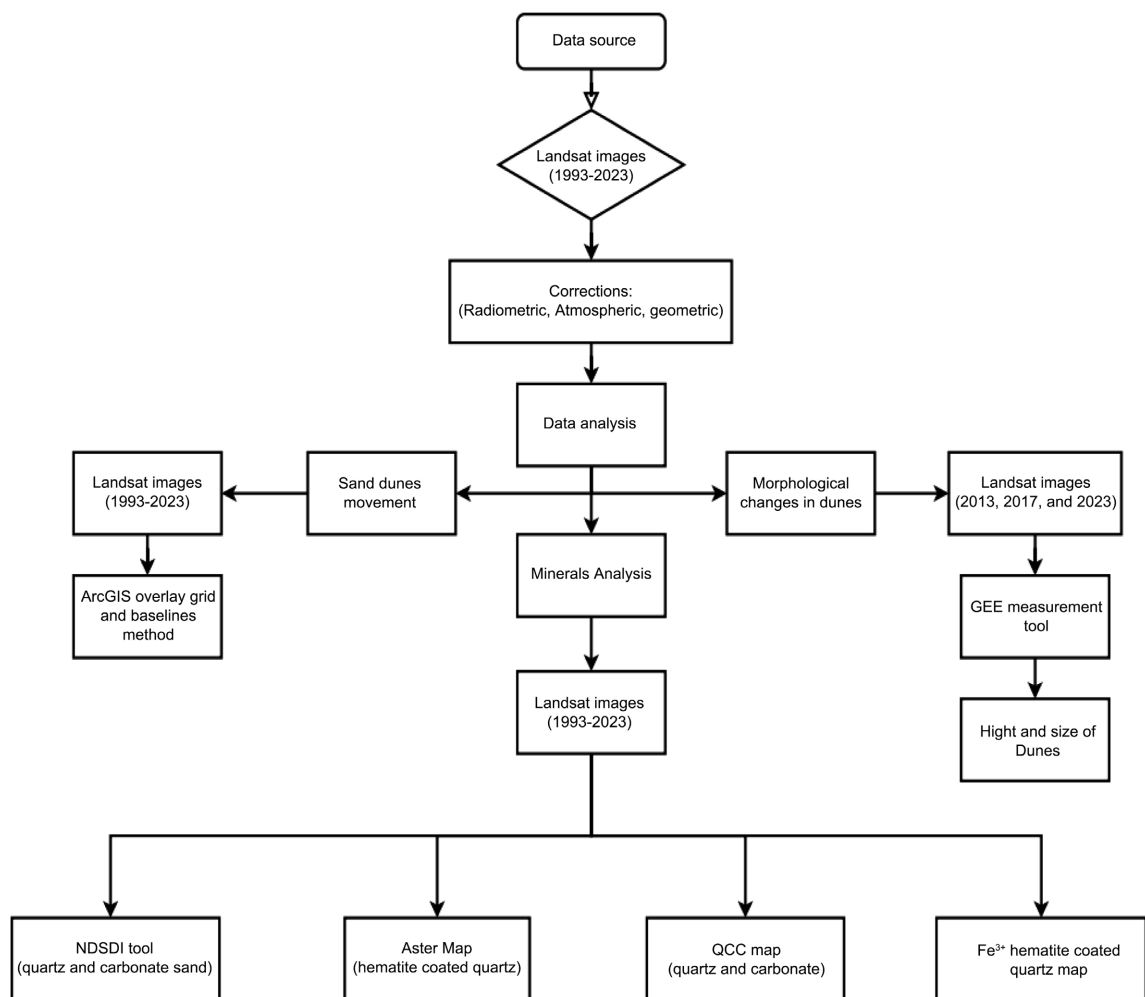 Data source
Landsat images
(1993-2023)
Corrections:
(Radiometric, Atmospheric, geometric)
Data analysis
Landsat images
(1993-2023)
Sand dunes
movement
Morphological
changes in dunes
Landsat images
(2013, 2017, and 2023)
ArcGIS overlay grid
and baselines
method
Minerals Analysis
GEE measurement
tool
Landsat images
(1993-2023)
Hight and size of
Dunes
NDSDI tool
(quartz and carbonate sand)
Aster Map
(hematite coated quartz)
QCC map
(quartz and carbonate)
Fe³⁺ hematite coated
quartz map